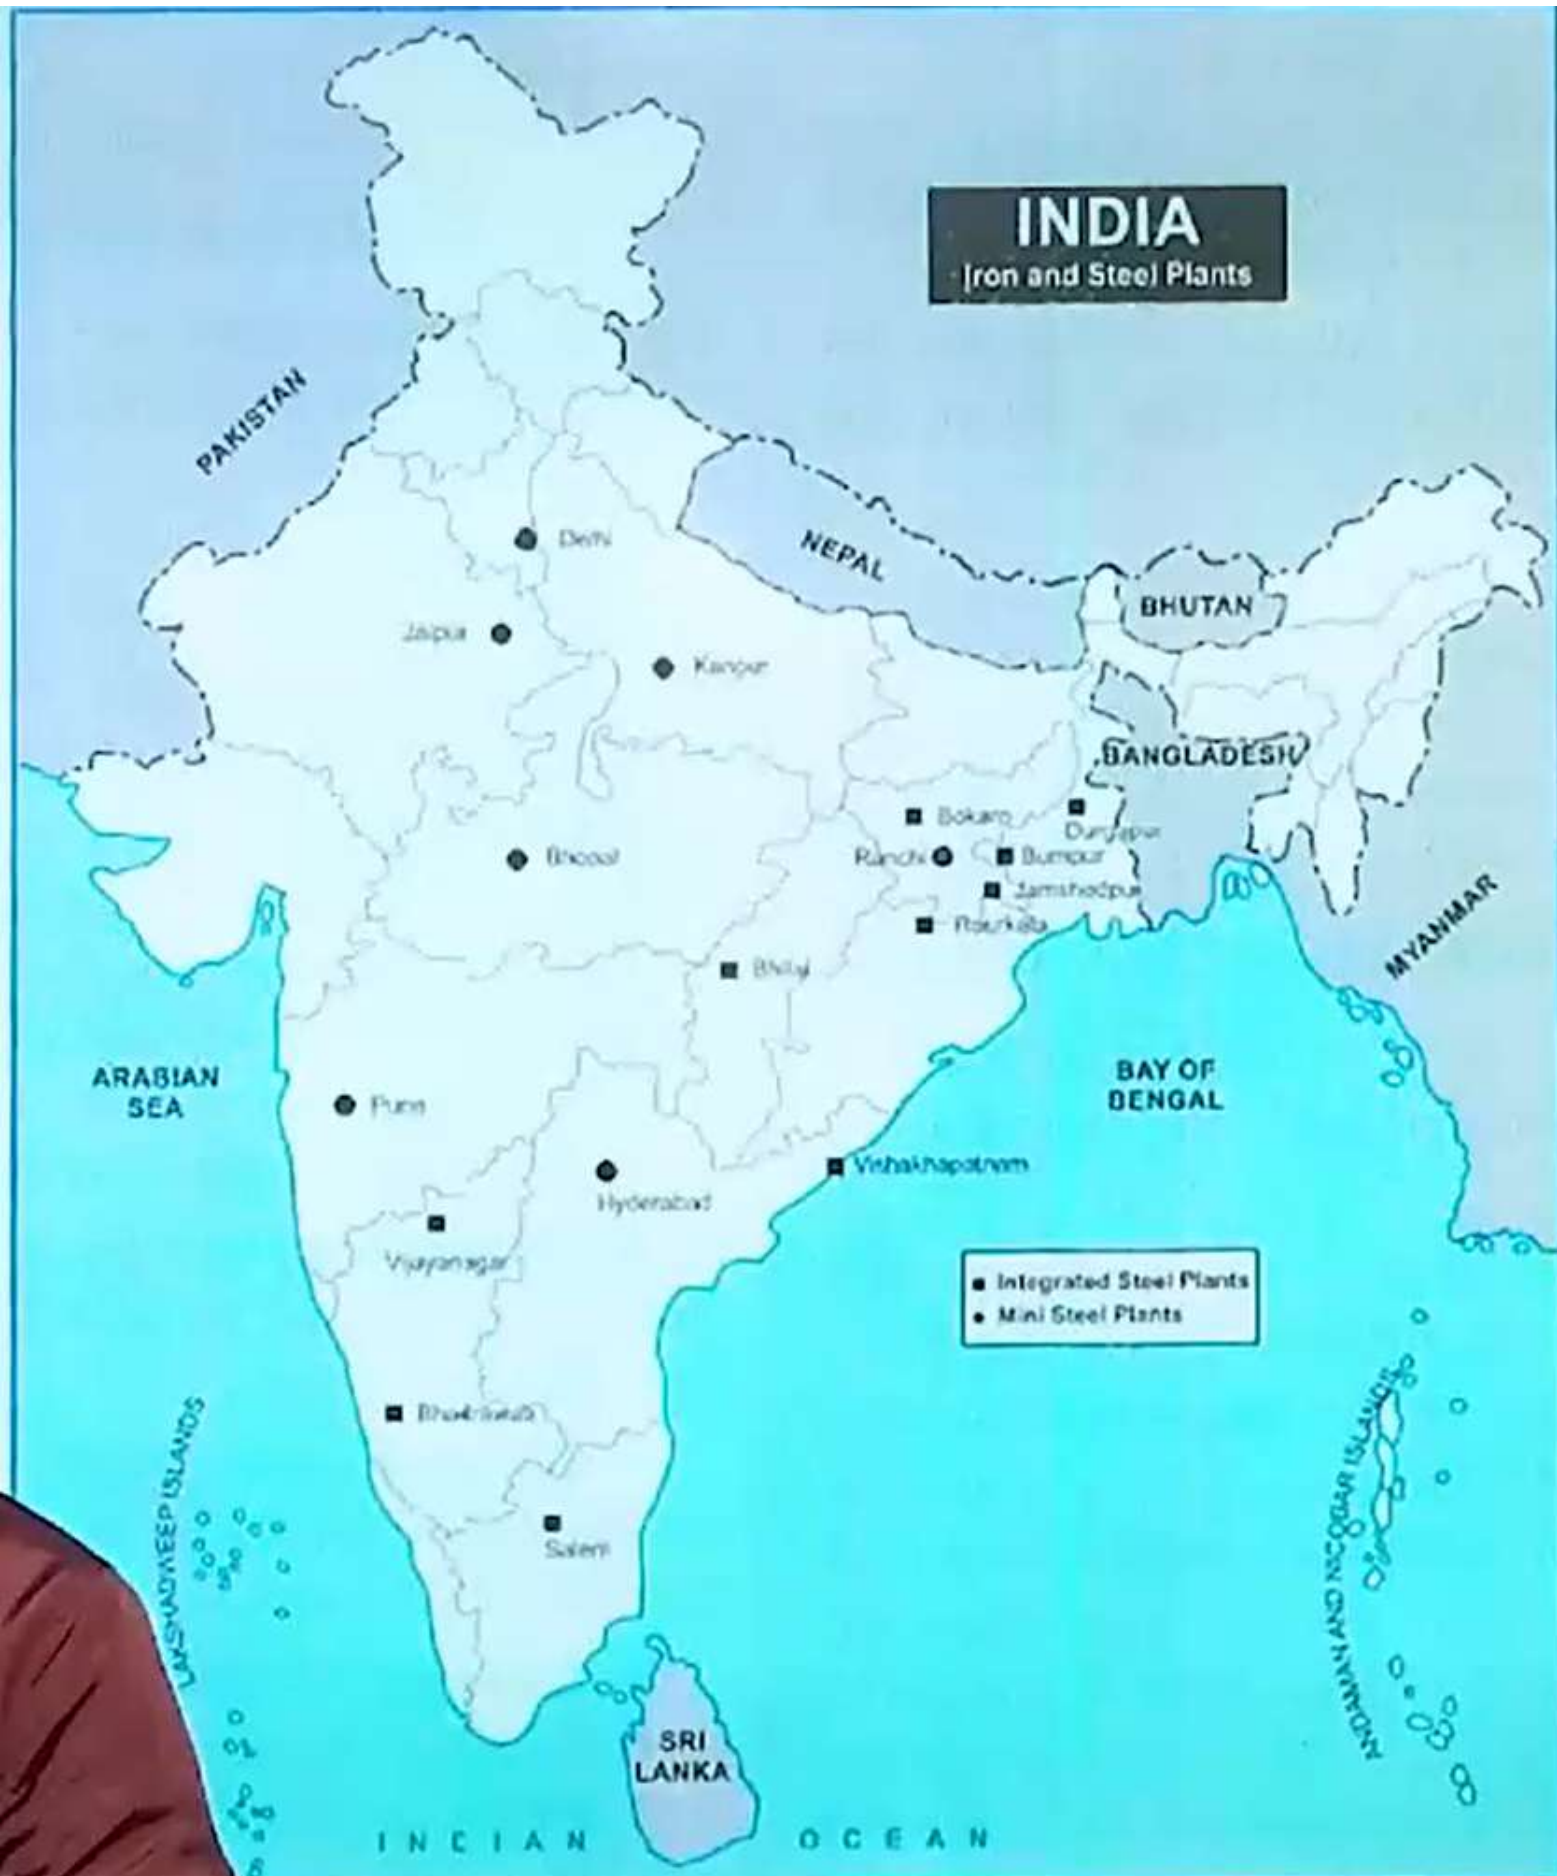 INDIA
Iron and Steel Plants
PAKISTAN
NEPAL
BHUTAN
BANGLADESH
MYANMAR
Delhi
Jaipur
Kanpur
Bokaro
Durgapur
Bhopal
Ranchi
Burnpur
Jamshedpur
Rourkela
Bhilai
ARABIAN
SEA
BAY OF
BENGAL
Pune
Vishakhapatnam
Hyderabad
Vijayanagar
Integrated Steel Plants
Mini Steel Plants
Bhadravati
LAKSHADWEEP ISLANDS
ANDAMAN AND NICOBAR ISLANDS
Salem
SRI
LANKA
INDIAN OCEAN